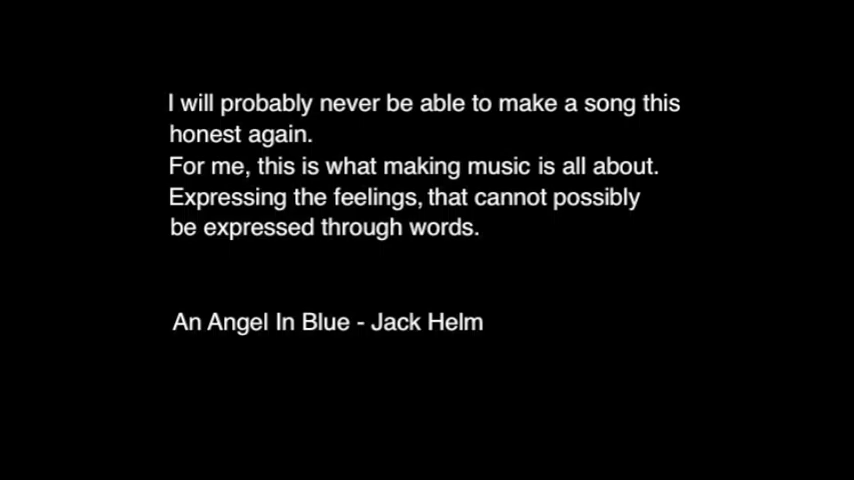 I will probably never be able to make a song this
honest again.
For me, this is what making music is all about.
Expressing the feelings, that cannot possibly
be expressed through words.
An Angel In Blue - Jack Helm